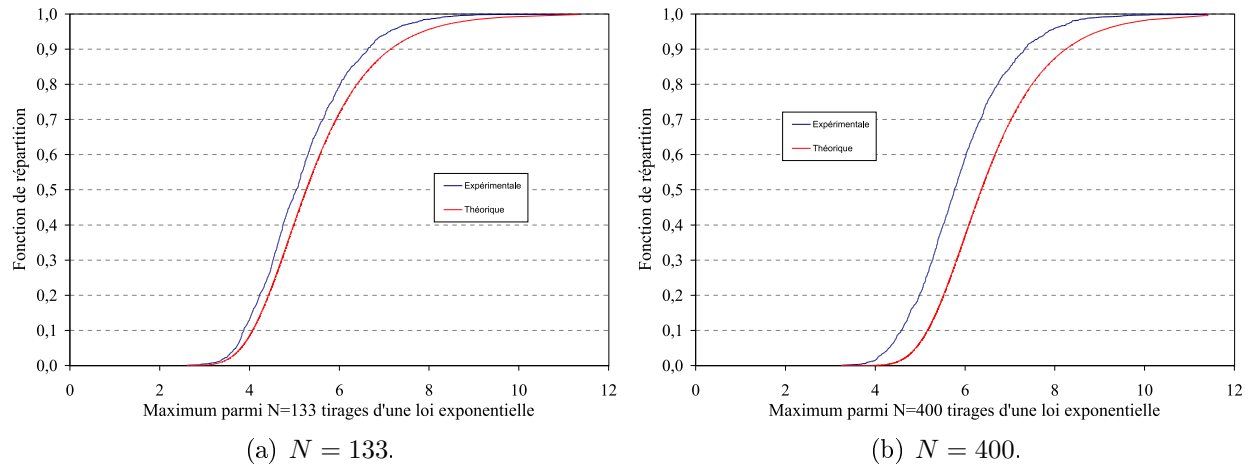 1,0
0,9
0,8
0,7
0,6
0,5
0,4
0,3
0,2
0,1
0,0
Fonction de répartition
Expérimentale
Théorique
0 2 4 6 8 10 12
Maximum parmi N=133 tirages d'une loi exponentielle
(a) N = 133.
1,0
0,9
0,8
0,7
0,6
0,5
0,4
0,3
0,2
0,1
0,0
Fonction de répartition
Expérimentale
Théorique
0 2 4 6 8 10 12
Maximum parmi N=400 tirages d'une loi exponentielle
(b) N = 400.